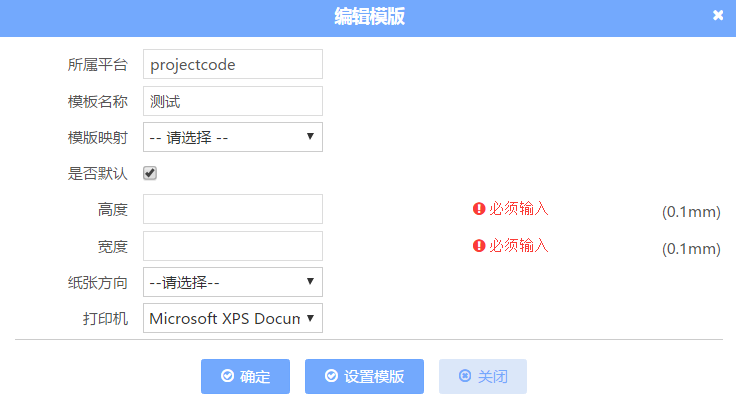 编辑模版
所属平台 projectcode
模板名称 测试
模版映射 -- 请选择 --
是否默认
高度 必须输入 (0.1mm)
宽度 必须输入 (0.1mm)
纸张方向 --请选择--
打印机 Microsoft XPS Docum
确定 设置模版 关闭